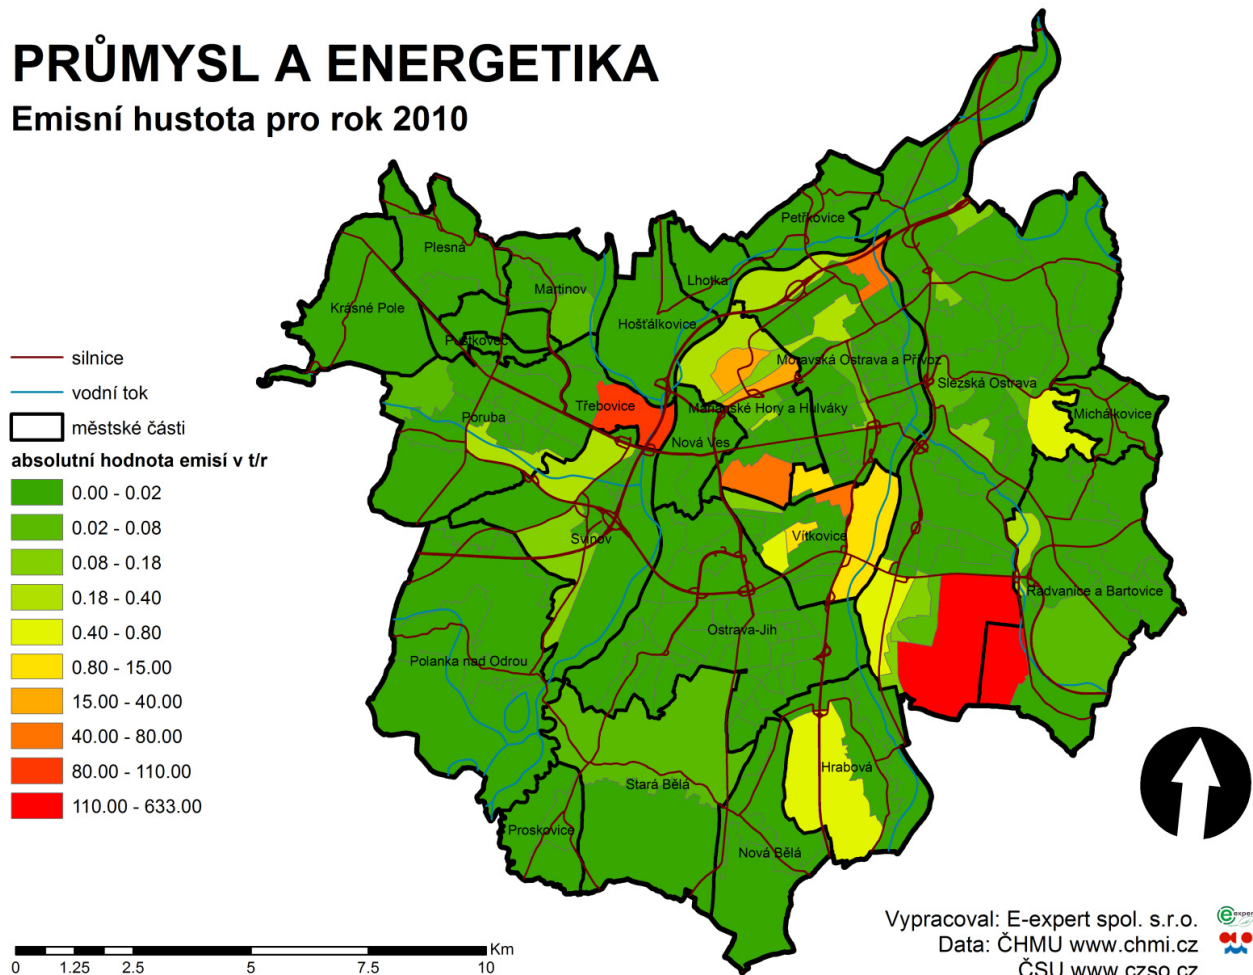 PRŮMYSL A ENERGETIKA
Emisní hustota pro rok 2010
silnice
vodní tok
městské části
absolutní hodnota emisí v t/r
0.00 - 0.02
0.02 - 0.08
0.08 - 0.18
0.18 - 0.40
0.40 - 0.80
0.80 - 15.00
15.00 - 40.00
40.00 - 80.00
80.00 - 110.00
110.00 - 633.00
Petřkovice
Plesná
Lhotka
Martinov
Krásné Pole
Hošťálkovice
Pustkovec
Moravská Ostrava a Přívoz
Slezská Ostrava
Třebovice
Mariánské Hory a Hulváky
Michálkovice
Poruba
Nová Ves
Svinov
Vítkovice
Radvanice a Bartovice
Ostrava-Jih
Polanka nad Odrou
Hrabová
Stará Bělá
Proskovice
Nová Bělá
Km
0 1.25 2.5 5 7.5 10
Vypracoval: E-expert spol. s.r.o.
Data: ČHMU www.chmi.cz
ČSU www.czso.cz